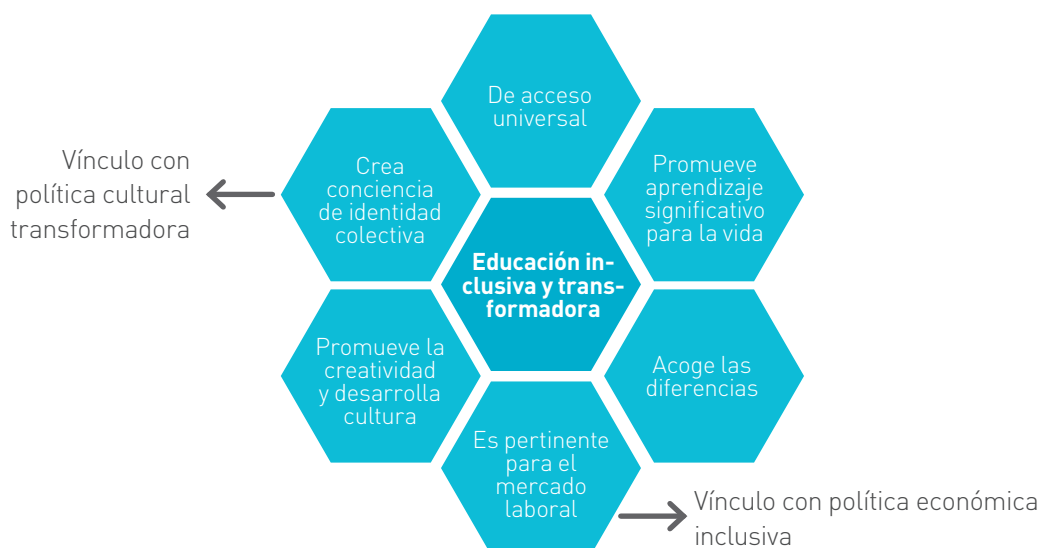 De acceso
universal
Vínculo con
política cultural
transformadora
Crea
conciencia
de identidad
colectiva
Promueve
aprendizaje
significativo
para la vida
Educación in-
clusiva y trans-
formadora
Promueve la
creatividad
y desarrolla
cultura
Acoge las
diferencias
Es pertinente
para el
mercado
laboral
Vínculo con política económica
inclusiva